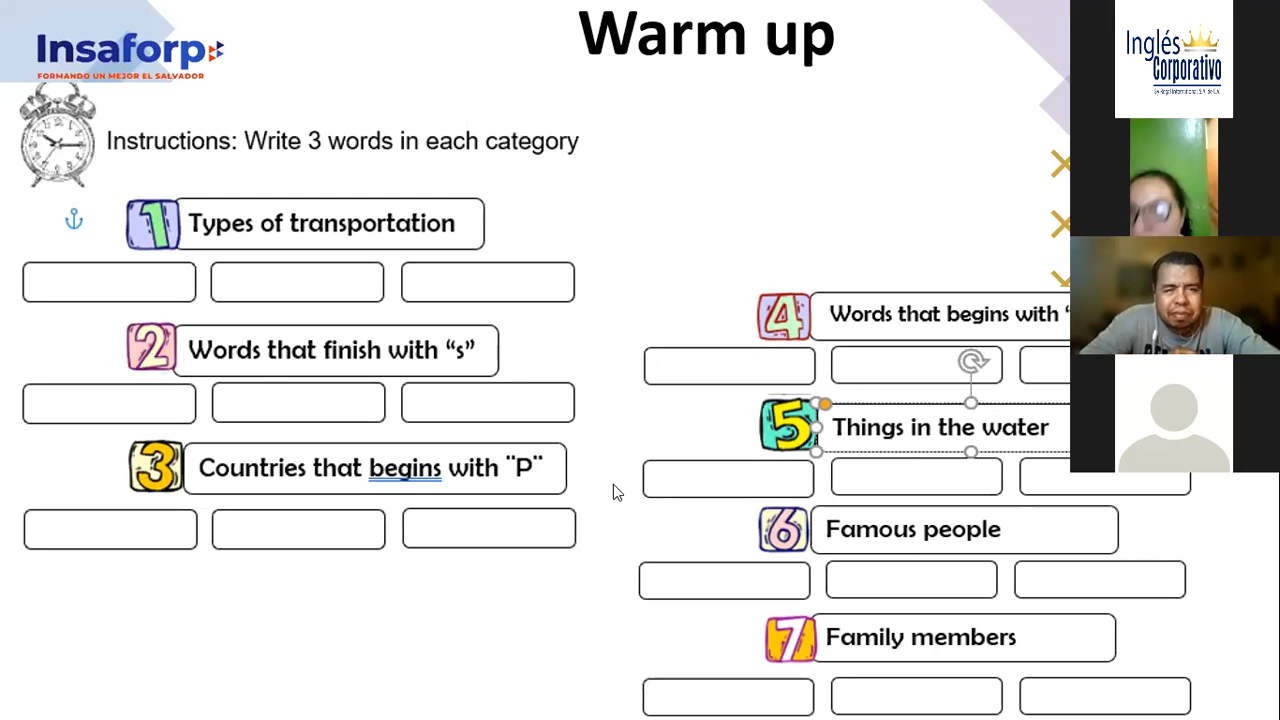 Warm up
Insaforp
FORMANDO UN MEJOR EL SALVADOR
Inglés
Corporativo
Instructions: Write 3 words in each category
1 Types of transportation
2 Words that finish with “s”
3 Countries that begins with ¨P¨
4 Words that begins with “
5 Things in the water
6 Famous people
7 Family members